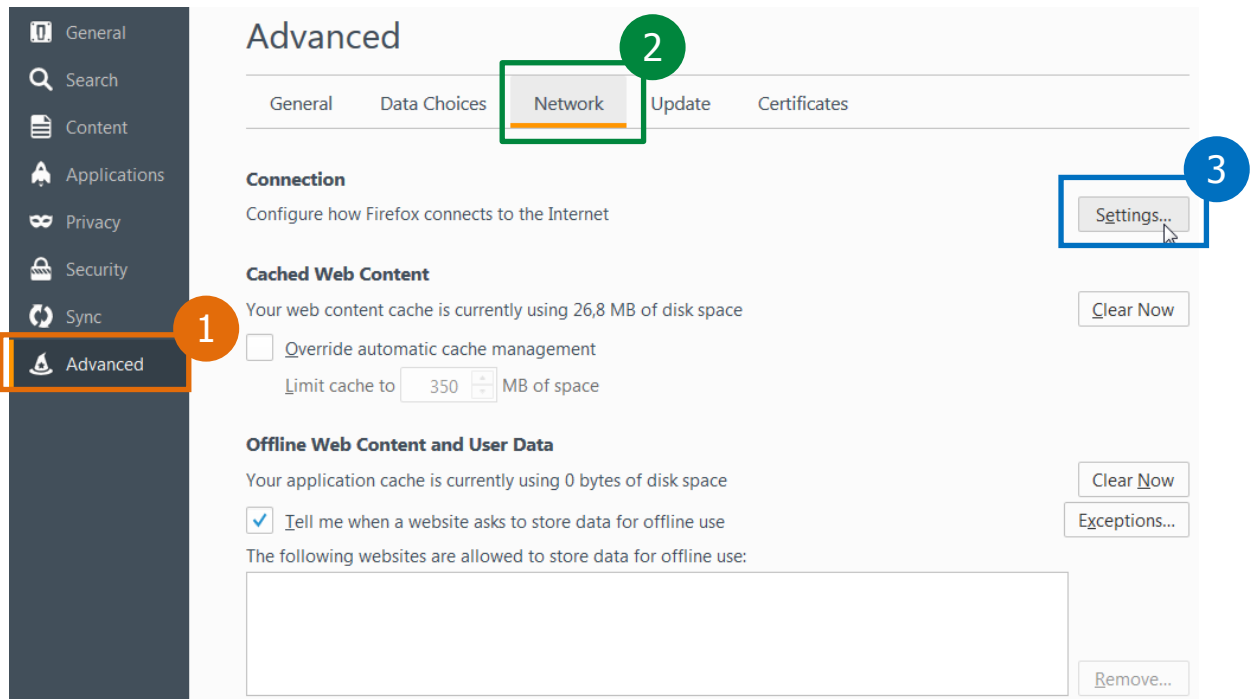 General
Search
Content
Applications
Privacy
Security
Sync
1
Advanced
Advanced
2
General Data Choices Network Update Certificates
Connection
3
Configure how Firefox connects to the Internet
Settings...
Cached Web Content
Your web content cache is currently using 26,8 MB of disk space
Clear Now
Override automatic cache management
Limit cache to 350 MB of space
Offline Web Content and User Data
Your application cache is currently using 0 bytes of disk space
Clear Now
Tell me when a website asks to store data for offline use
Exceptions...
The following websites are allowed to store data for offline use:
Remove...